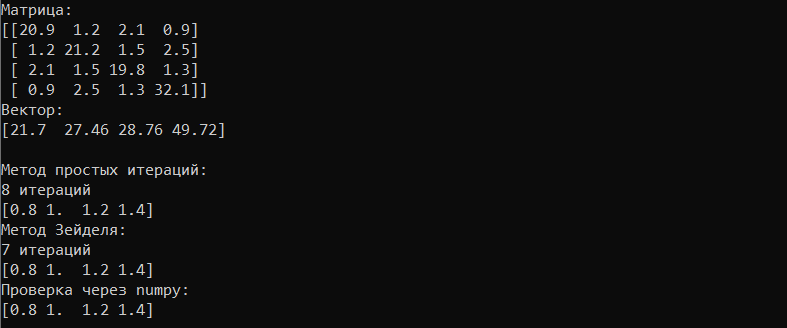 Матрица:
[[20.9  1.2  2.1  0.9]
 [ 1.2 21.2  1.5  2.5]
 [ 2.1  1.5 19.8  1.3]
 [ 0.9  2.5  1.3 32.1]]
Вектор:
[21.7  27.46 28.76 49.72]

Метод простых итераций:
8 итераций
[0.8 1.  1.2 1.4]
Метод Зейделя:
7 итераций
[0.8 1.  1.2 1.4]
Проверка через numpy:
[0.8 1.  1.2 1.4]